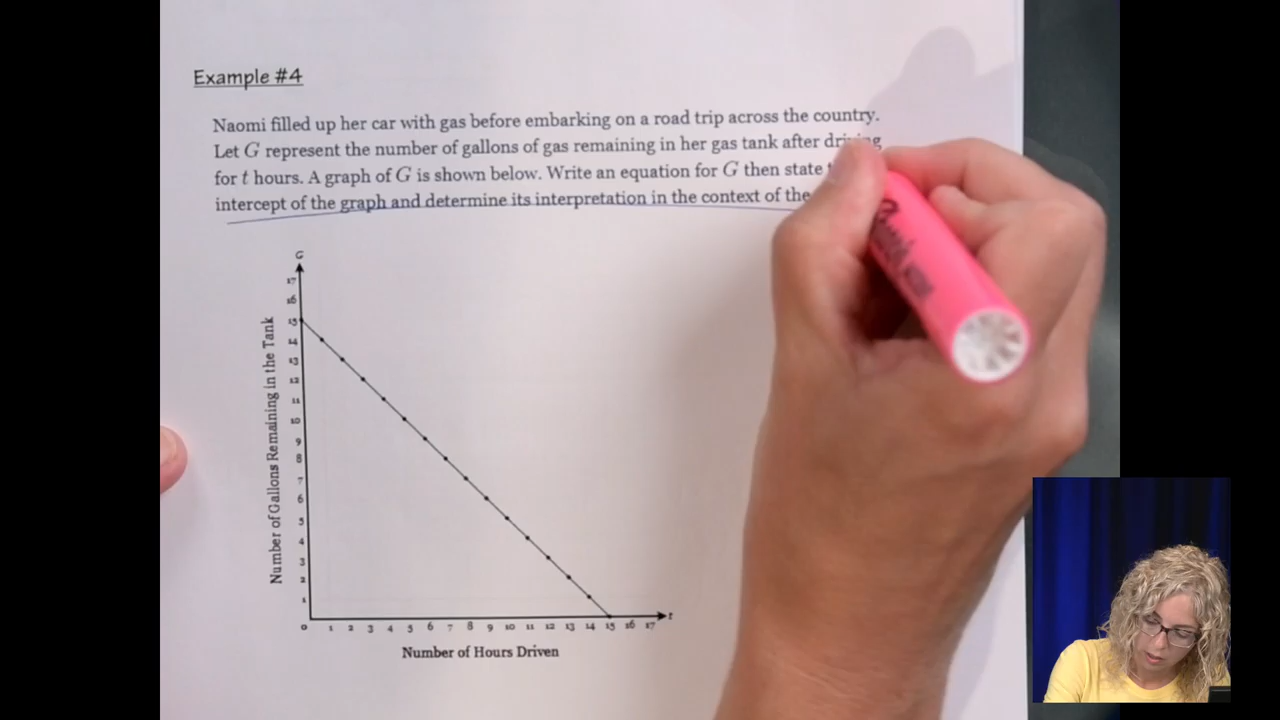 Example #4
Naomi filled up her car with gas before embarking on a road trip across the country.
Let G represent the number of gallons of gas remaining in her gas tank after driving
for t hours. A graph of G is shown below. Write an equation for G then state
intercept of the graph and determine its interpretation in the context of the
G
17
16
15
14
13
12
11
10
9
8
7
6
5
4
3
2
1
Number of Gallons Remaining in the Tank
0 1 2 3 4 5 6 7 8 9 10 11 12 13 14 15 16 17 t
Number of Hours Driven